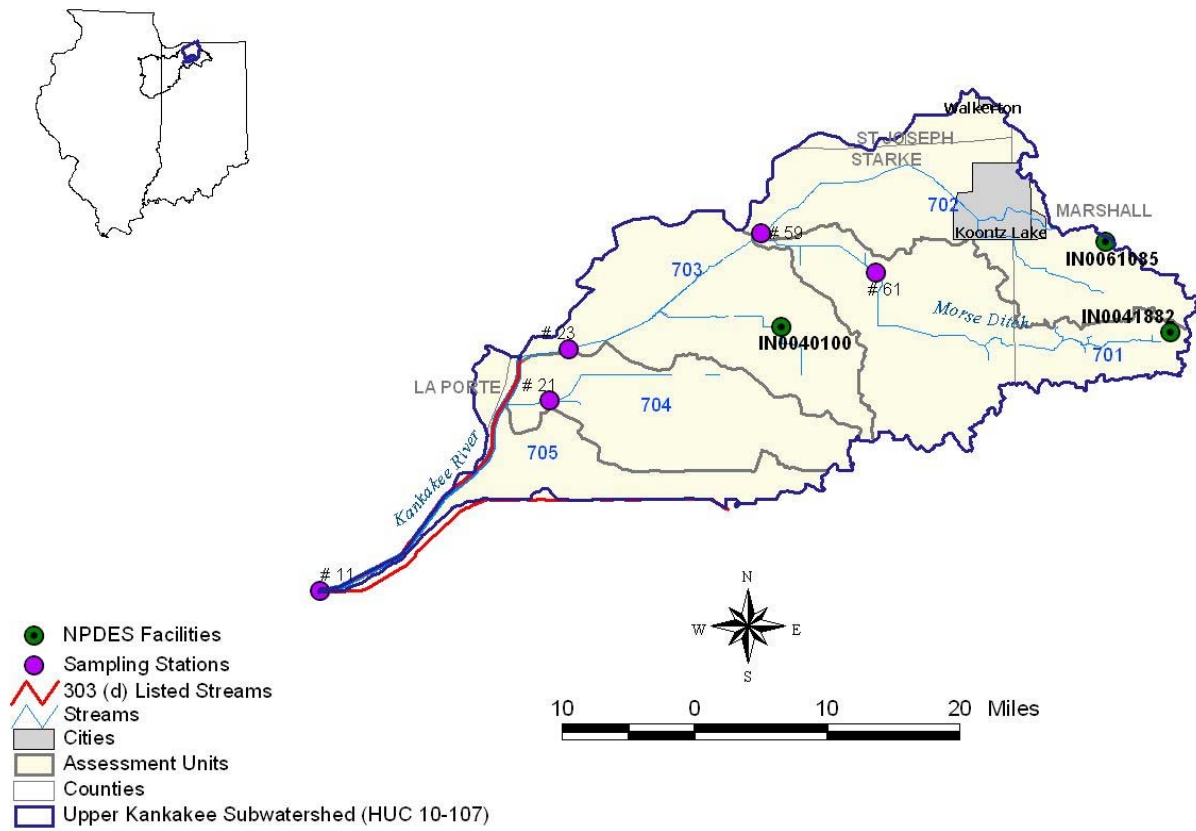 Walkerton
ST JOSEPH
STARKE
702
MARSHALL
Koontz Lake
# 59
703
# 61
IN0061085
Morse Ditch
IN0041882
701
# 23
IN0040100
LA PORTE
# 21
704
705
Kankakee River
# 11
N
W
E
S
NPDES Facilities
Sampling Stations
303 (d) Listed Streams
Streams
Cities
Assessment Units
Counties
Upper Kankakee Subwatershed (HUC 10-107)
10 0 10 20 Miles